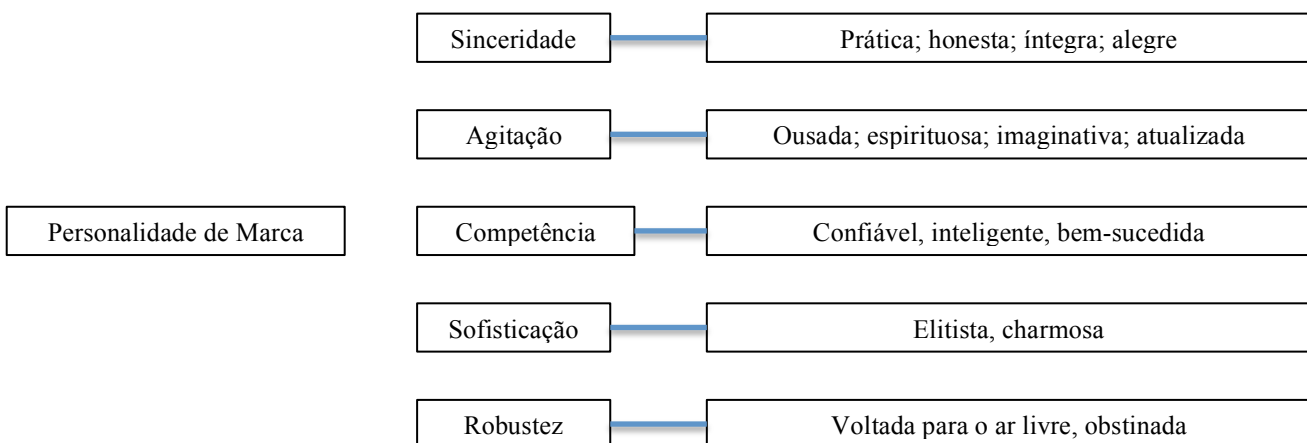 Sinceridade
Prática; honesta; íntegra; alegre
Agitação
Ousada; espirituosa; imaginativa; atualizada
Personalidade de Marca
Competência
Confiável, inteligente, bem-sucedida
Sofisticação
Elitista, charmosa
Robustez
Voltada para o ar livre, obstinada